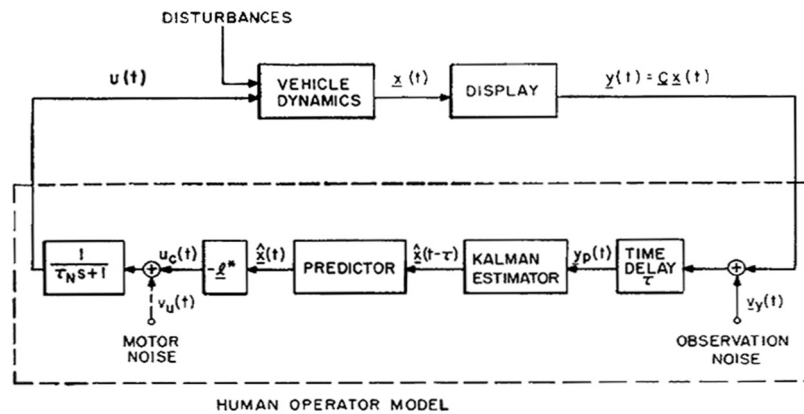 DISTURBANCES
u(t)
VEHICLE
DYNAMICS
x(t)
DISPLAY
y(t) = C x(t)
1
τNs+1
uc(t)
-ℓ*
x̂(t)
PREDICTOR
x̂(t-τ)
KALMAN
ESTIMATOR
yp(t)
TIME
DELAY
τ
vu(t)
MOTOR
NOISE
vy(t)
OBSERVATION
NOISE
HUMAN OPERATOR MODEL